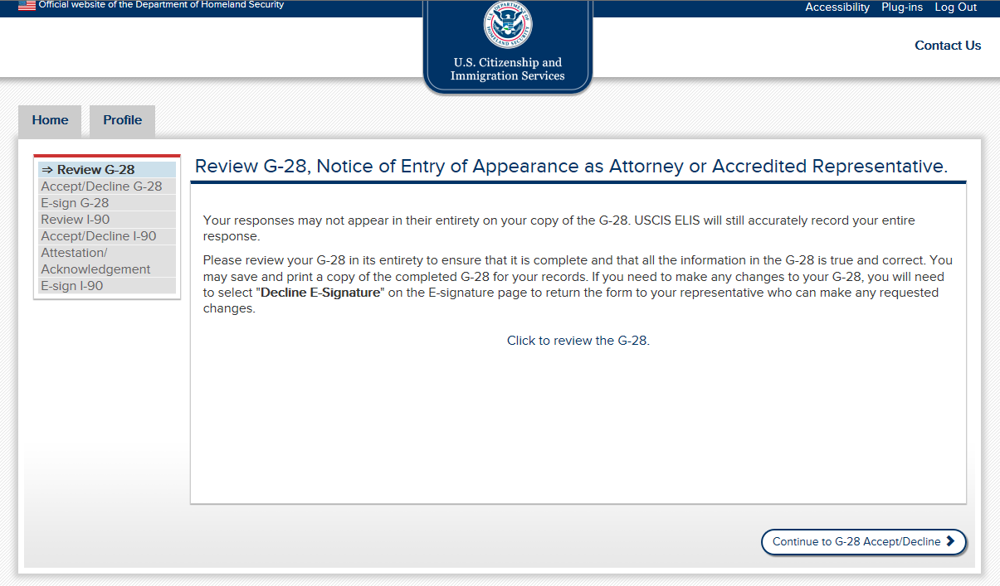 Official website of the Department of Homeland Security
Accessibility Plug-ins Log Out
U.S. DEPARTMENT OF HOMELAND SECURITY
U.S. Citizenship and
Immigration Services
Contact Us
Home
Profile
⇒ Review G-28
Accept/Decline G-28
E-sign G-28
Review I-90
Accept/Decline I-90
Attestation/
Acknowledgement
E-sign I-90
Review G-28, Notice of Entry of Appearance as Attorney or Accredited Representative.
Your responses may not appear in their entirety on your copy of the G-28. USCIS ELIS will still accurately record your entire
response.
Please review your G-28 in its entirety to ensure that it is complete and that all the information in the G-28 is true and correct. You
may save and print a copy of the completed G-28 for your records. If you need to make any changes to your G-28, you will need
to select "Decline E-Signature" on the E-signature page to return the form to your representative who can make any requested
changes.
Click to review the G-28.
Continue to G-28 Accept/Decline